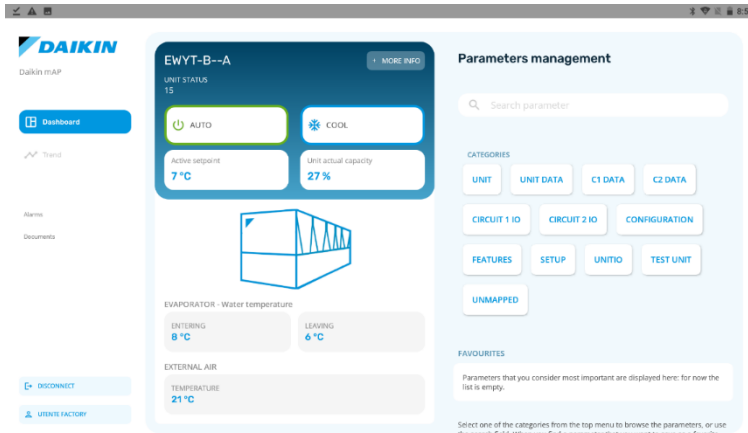 8:5
DAIKIN
Daikin mAP
Dashboard
Trend
Alarms
Documents
DISCONNECT
UTENTE FACTORY
EWYT-B--A
+ MORE INFO
UNIT STATUS
15
AUTO
COOL
Active setpoint
7 °C
Unit actual capacity
27 %
EVAPORATOR - Water temperature
ENTERING
8 °C
LEAVING
6 °C
EXTERNAL AIR
TEMPERATURE
21 °C
Parameters management
Search parameter
CATEGORIES
UNIT
UNIT DATA
C1 DATA
C2 DATA
CIRCUIT 1 IO
CIRCUIT 2 IO
CONFIGURATION
FEATURES
SETUP
UNITIO
TEST UNIT
UNMAPPED
FAVOURITES
Parameters that you consider most important are displayed here: for now the
list is empty.
Select one of the categories from the top menu to browse the parameters, or use